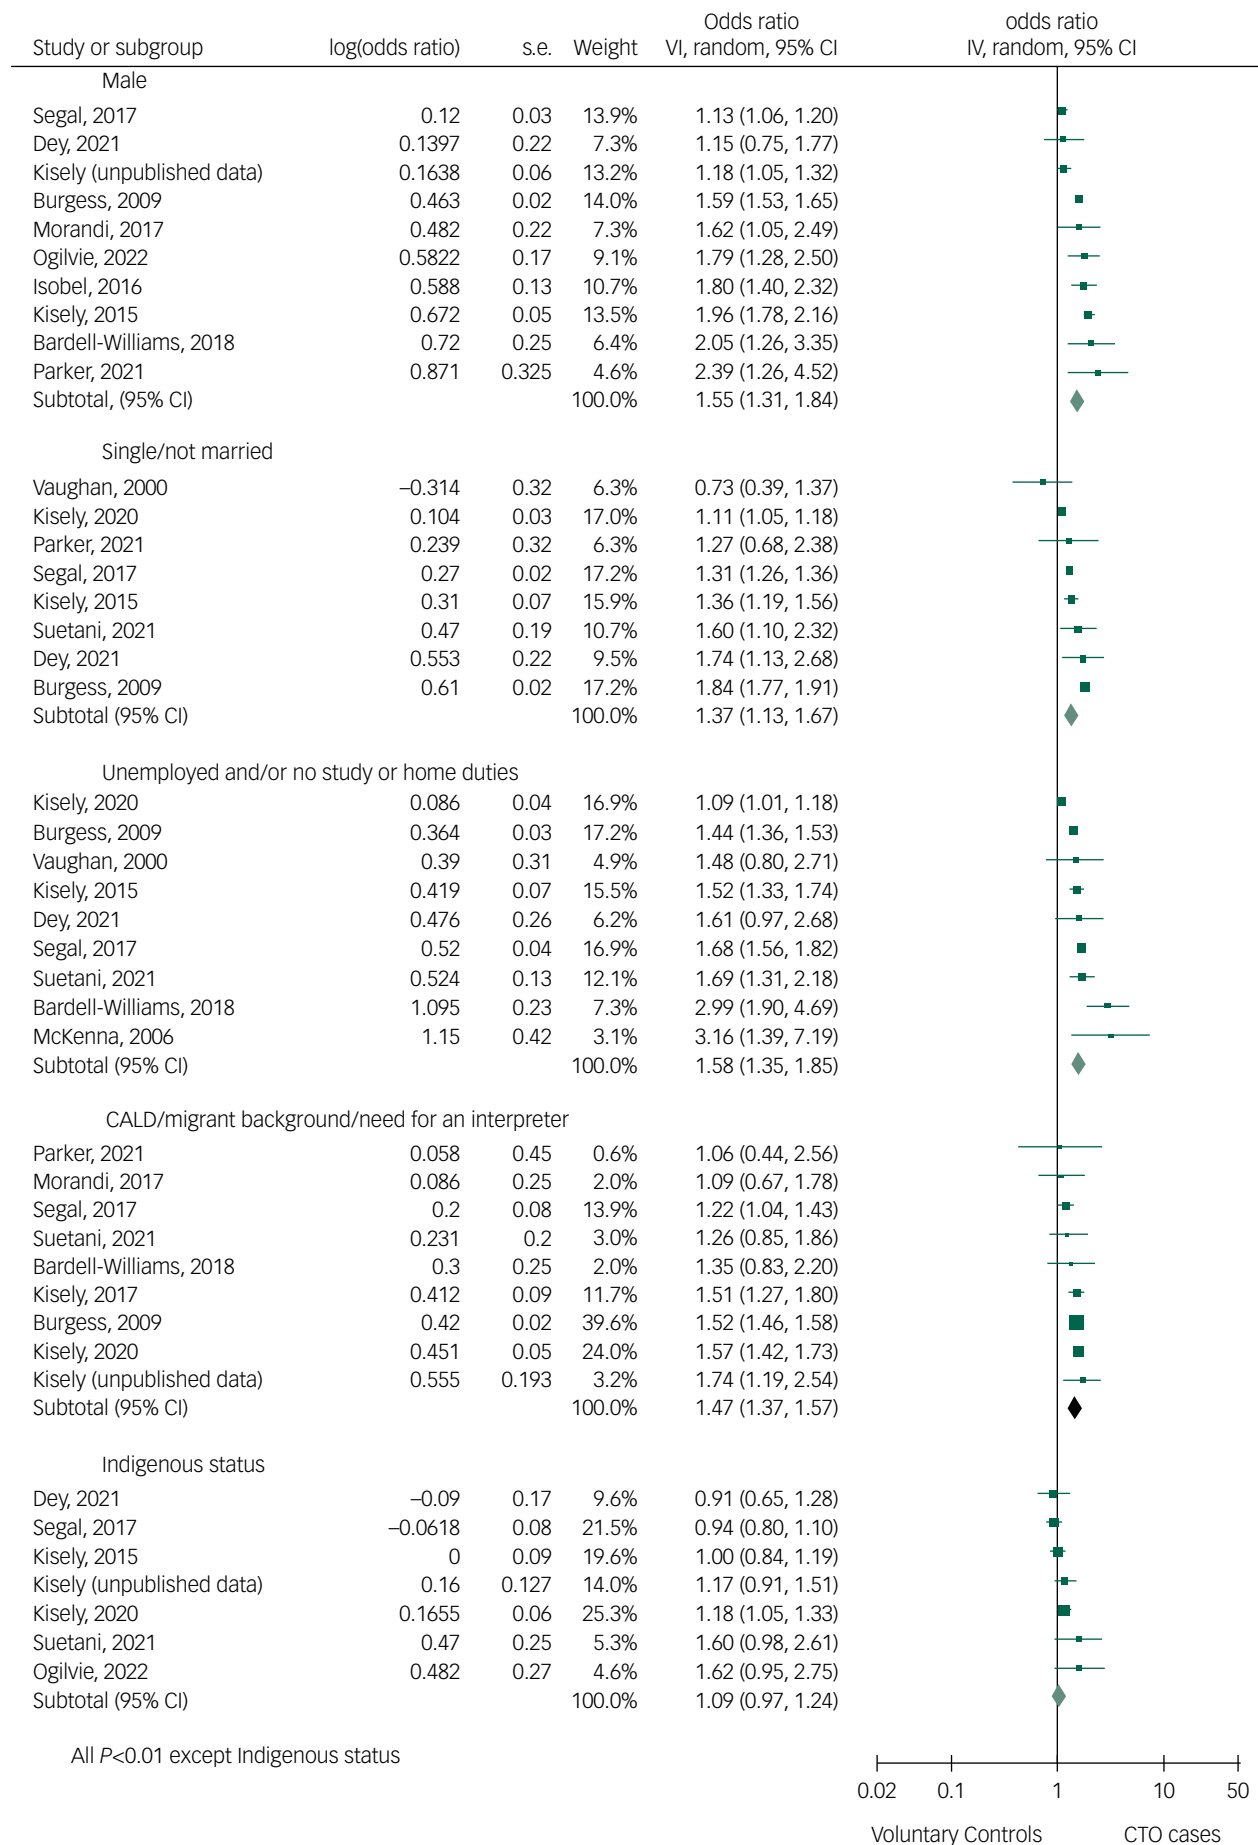 Odds ratio odds ratio
Study or subgroup log(odds ratio) s.e. Weight VI, random, 95% CI IV, random, 95% CI
Male
Segal, 2017 0.12 0.03 13.9% 1.13 (1.06, 1.20)
Dey, 2021 0.1397 0.22 7.3% 1.15 (0.75, 1.77)
Kisely (unpublished data) 0.1638 0.06 13.2% 1.18 (1.05, 1.32)
Burgess, 2009 0.463 0.02 14.0% 1.59 (1.53, 1.65)
Morandi, 2017 0.482 0.22 7.3% 1.62 (1.05, 2.49)
Ogilvie, 2022 0.5822 0.17 9.1% 1.79 (1.28, 2.50)
Isobel, 2016 0.588 0.13 10.7% 1.80 (1.40, 2.32)
Kisely, 2015 0.672 0.05 13.5% 1.96 (1.78, 2.16)
Bardell-Williams, 2018 0.72 0.25 6.4% 2.05 (1.26, 3.35)
Parker, 2021 0.871 0.325 4.6% 2.39 (1.26, 4.52)
Subtotal, (95% CI) 100.0% 1.55 (1.31, 1.84)
Single/not married
Vaughan, 2000 −0.314 0.32 6.3% 0.73 (0.39, 1.37)
Kisely, 2020 0.104 0.03 17.0% 1.11 (1.05, 1.18)
Parker, 2021 0.239 0.32 6.3% 1.27 (0.68, 2.38)
Segal, 2017 0.27 0.02 17.2% 1.31 (1.26, 1.36)
Kisely, 2015 0.31 0.07 15.9% 1.36 (1.19, 1.56)
Suetani, 2021 0.47 0.19 10.7% 1.60 (1.10, 2.32)
Dey, 2021 0.553 0.22 9.5% 1.74 (1.13, 2.68)
Burgess, 2009 0.61 0.02 17.2% 1.84 (1.77, 1.91)
Subtotal (95% CI) 100.0% 1.37 (1.13, 1.67)
Unemployed and/or no study or home duties
Kisely, 2020 0.086 0.04 16.9% 1.09 (1.01, 1.18)
Burgess, 2009 0.364 0.03 17.2% 1.44 (1.36, 1.53)
Vaughan, 2000 0.39 0.31 4.9% 1.48 (0.80, 2.71)
Kisely, 2015 0.419 0.07 15.5% 1.52 (1.33, 1.74)
Dey, 2021 0.476 0.26 6.2% 1.61 (0.97, 2.68)
Segal, 2017 0.52 0.04 16.9% 1.68 (1.56, 1.82)
Suetani, 2021 0.524 0.13 12.1% 1.69 (1.31, 2.18)
Bardell-Williams, 2018 1.095 0.23 7.3% 2.99 (1.90, 4.69)
McKenna, 2006 1.15 0.42 3.1% 3.16 (1.39, 7.19)
Subtotal (95% CI) 100.0% 1.58 (1.35, 1.85)
CALD/migrant background/need for an interpreter
Parker, 2021 0.058 0.45 0.6% 1.06 (0.44, 2.56)
Morandi, 2017 0.086 0.25 2.0% 1.09 (0.67, 1.78)
Segal, 2017 0.2 0.08 13.9% 1.22 (1.04, 1.43)
Suetani, 2021 0.231 0.2 3.0% 1.26 (0.85, 1.86)
Bardell-Williams, 2018 0.3 0.25 2.0% 1.35 (0.83, 2.20)
Kisely, 2017 0.412 0.09 11.7% 1.51 (1.27, 1.80)
Burgess, 2009 0.42 0.02 39.6% 1.52 (1.46, 1.58)
Kisely, 2020 0.451 0.05 24.0% 1.57 (1.42, 1.73)
Kisely (unpublished data) 0.555 0.193 3.2% 1.74 (1.19, 2.54)
Subtotal (95% CI) 100.0% 1.47 (1.37, 1.57)
Indigenous status
Dey, 2021 −0.09 0.17 9.6% 0.91 (0.65, 1.28)
Segal, 2017 −0.0618 0.08 21.5% 0.94 (0.80, 1.10)
Kisely, 2015 0 0.09 19.6% 1.00 (0.84, 1.19)
Kisely (unpublished data) 0.16 0.127 14.0% 1.17 (0.91, 1.51)
Kisely, 2020 0.1655 0.06 25.3% 1.18 (1.05, 1.33)
Suetani, 2021 0.47 0.25 5.3% 1.60 (0.98, 2.61)
Ogilvie, 2022 0.482 0.27 4.6% 1.62 (0.95, 2.75)
Subtotal (95% CI) 100.0% 1.09 (0.97, 1.24)
All P<0.01 except Indigenous status
0.02 0.1 1 10 50
Voluntary Controls CTO cases